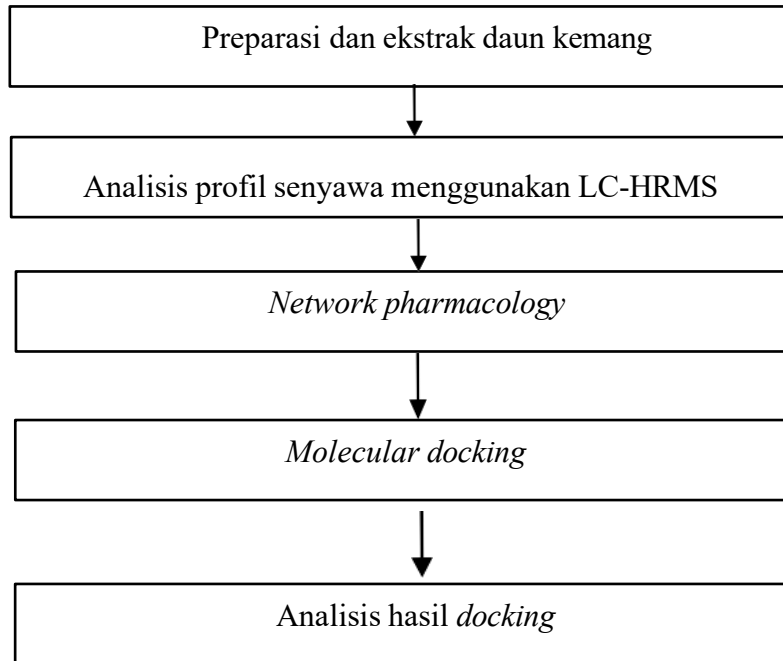 Preparasi dan ekstrak daun kemang
Analisis profil senyawa menggunakan LC-HRMS
Network pharmacology
Molecular docking
Analisis hasil docking